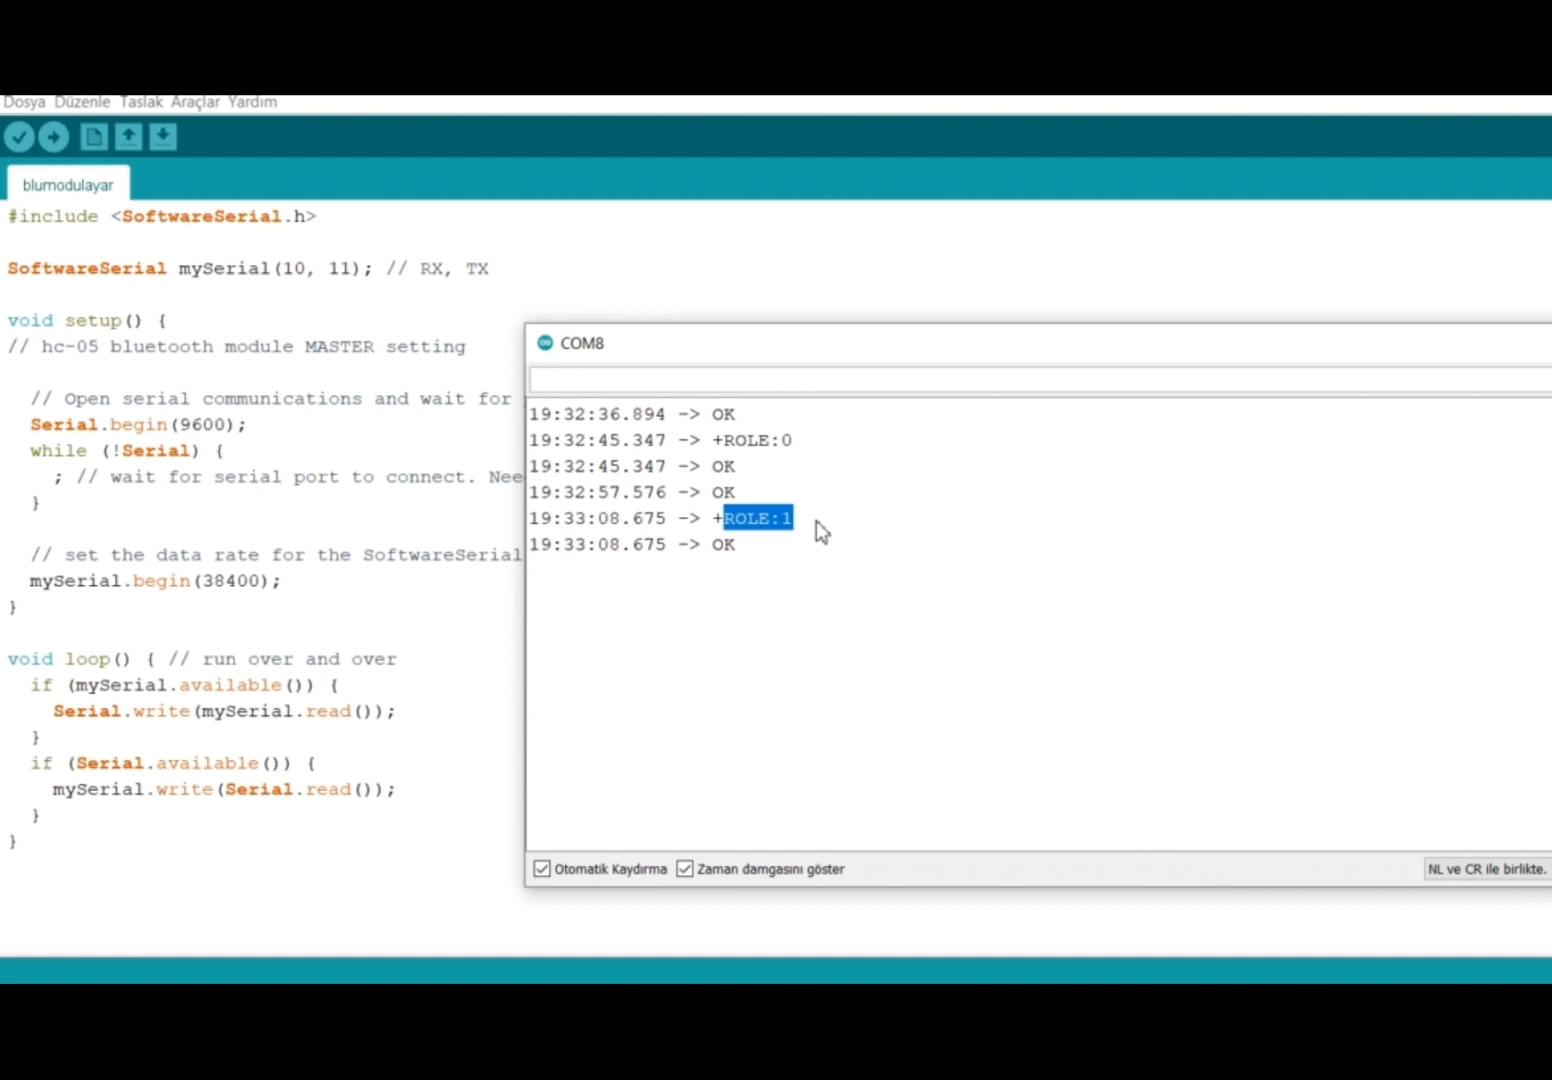 Dosya Düzenle Taslak Araçlar Yardım
blumodulayar
#include <SoftwareSerial.h>
SoftwareSerial mySerial(10, 11); // RX, TX
void setup() {
// hc-05 bluetooth module MASTER setting
// Open serial communications and wait for
Serial.begin(9600);
while (!Serial) {
; // wait for serial port to connect. Nee
}
// set the data rate for the SoftwareSerial
mySerial.begin(38400);
}
void loop() { // run over and over
if (mySerial.available()) {
Serial.write(mySerial.read());
}
if (Serial.available()) {
mySerial.write(Serial.read());
}
}
COM8
19:32:36.894 -> OK
19:32:45.347 -> +ROLE:0
19:32:45.347 -> OK
19:32:57.576 -> OK
19:33:08.675 -> +ROLE:1
19:33:08.675 -> OK
Otomatik Kaydırma Zaman damgasını göster
NL ve CR ile birlikte.